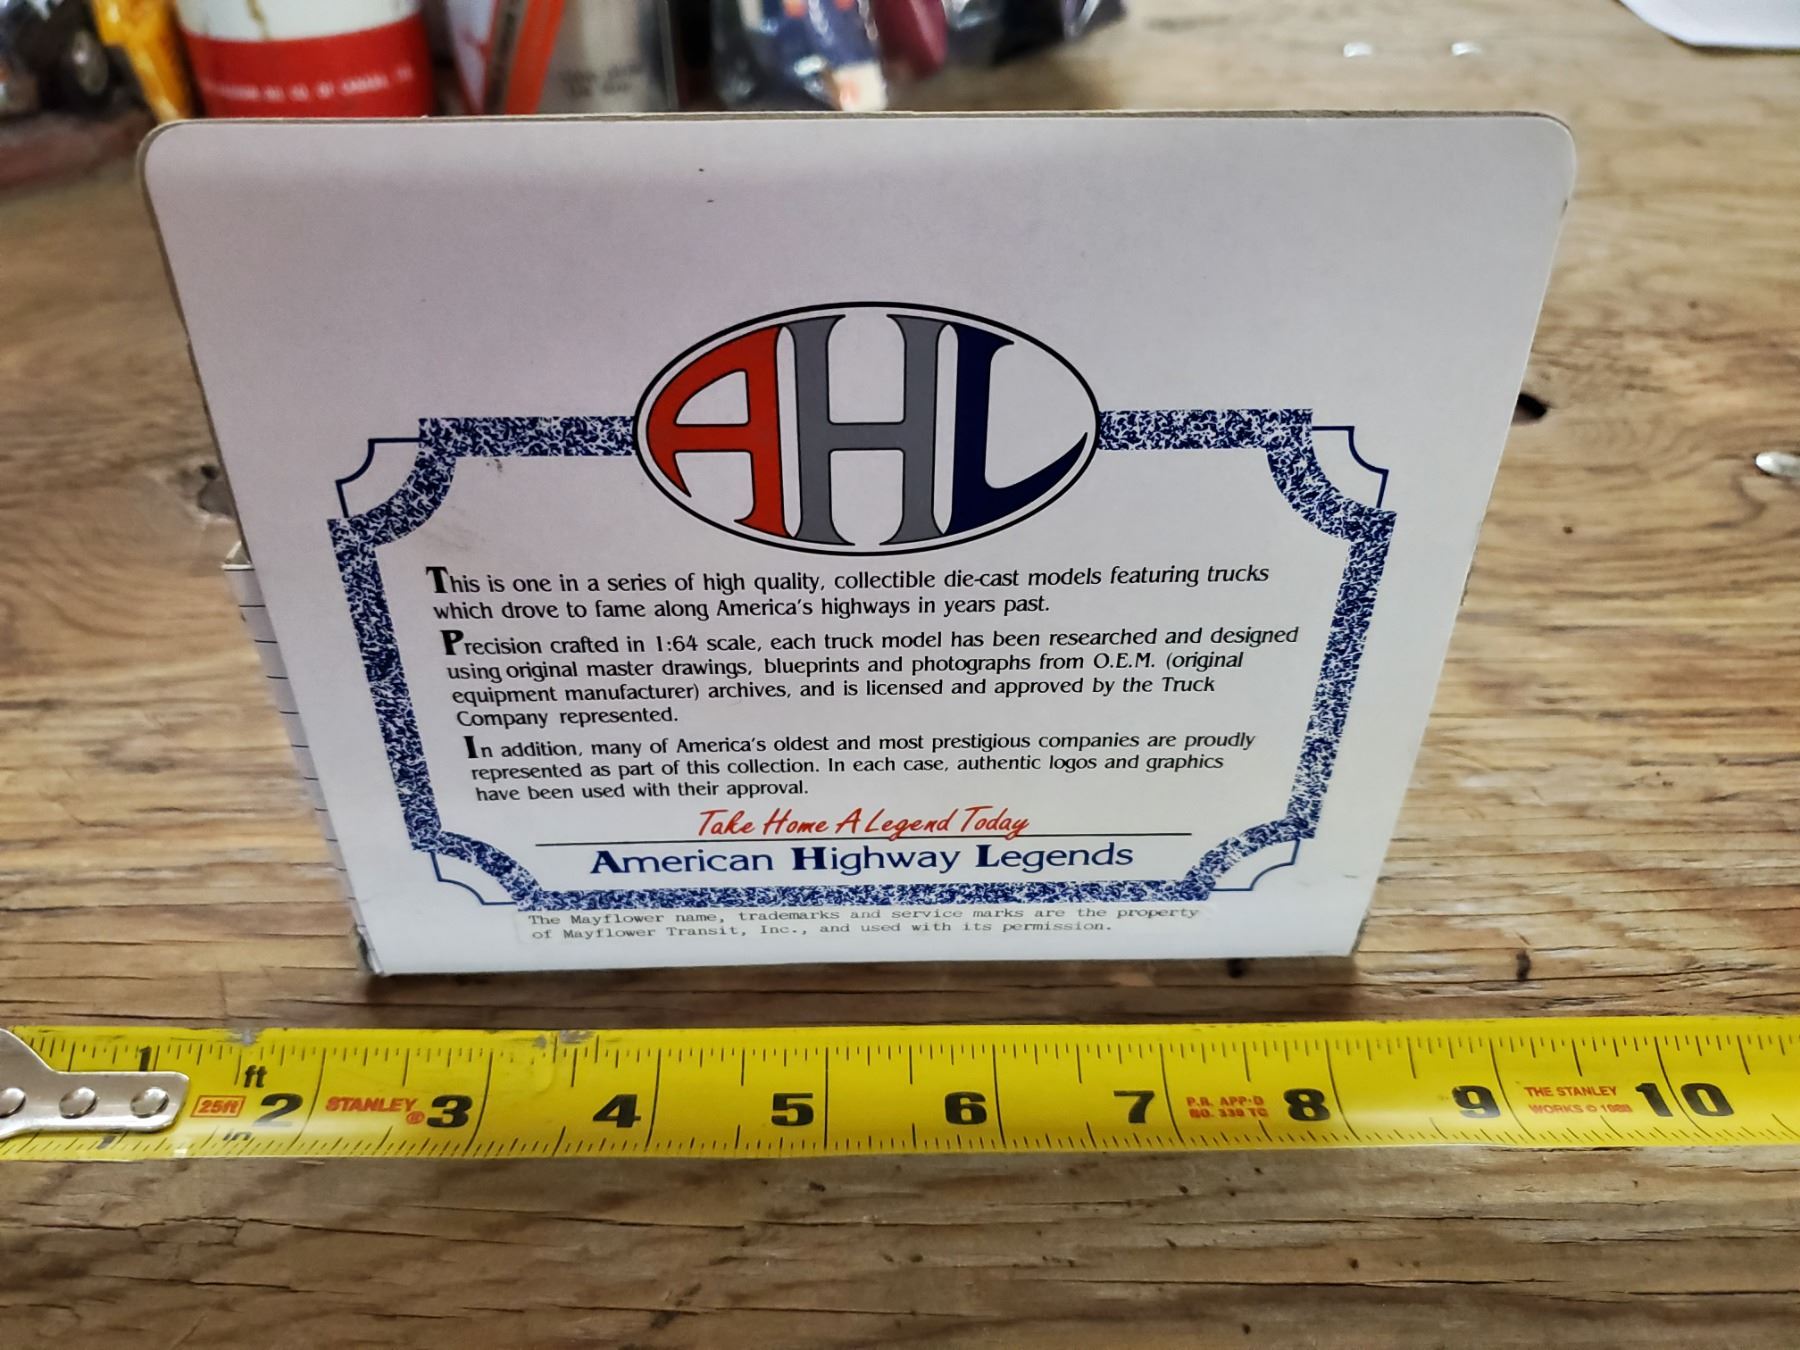 AHL
This is one in a series of high quality, collectible die-cast models featuring trucks
which drove to fame along America's highways in years past.
Precision crafted in 1:64 scale, each truck model has been researched and designed
using original master drawings, blueprints and photographs from O.E.M. (original
equipment manufacturer) archives, and is licensed and approved by the Truck
Company represented.
In addition, many of America's oldest and most prestigious companies are proudly
represented as part of this collection. In each case, authentic logos and graphics
have been used with their approval.
Take Home A Legend Today
American Highway Legends
The Mayflower name, trademarks and service marks are the property
of Mayflower Transit, Inc., and used with its permission.
1 ft 25ft in 2 STANLEY® 3 4 5 6 7 P.R. APP-D 8 9 THE STANLEY 10
WORKS ©